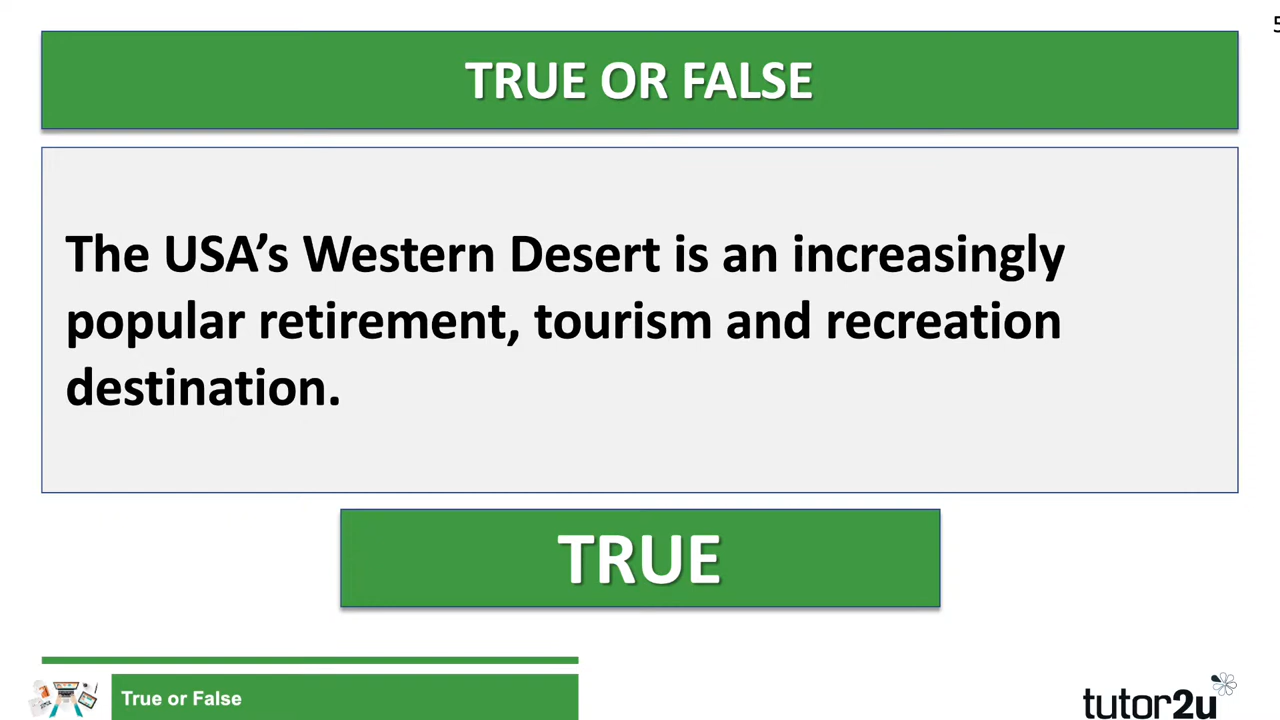 5
TRUE OR FALSE
The USA’s Western Desert is an increasingly
popular retirement, tourism and recreation
destination.
TRUE
True or False
tutor2u